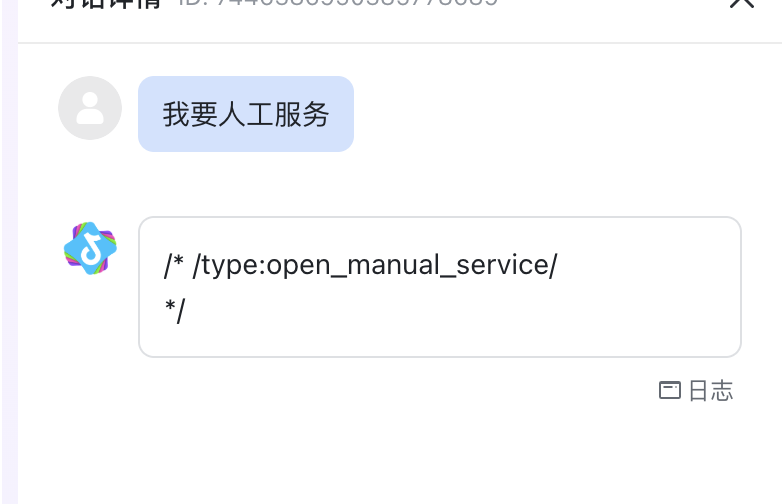 我要人工服务
/* /type:open_manual_service/
*/
日志